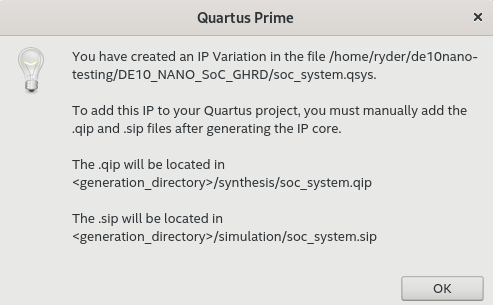 Quartus Prime
×
You have created an IP Variation in the file /home/ryder/de10nano-
testing/DE10_NANO_SoC_GHRD/soc_system.qsys.
To add this IP to your Quartus project, you must manually add the
.qip and .sip files after generating the IP core.
The .qip will be located in
<generation_directory>/synthesis/soc_system.qip
The .sip will be located in
<generation_directory>/simulation/soc_system.sip
OK